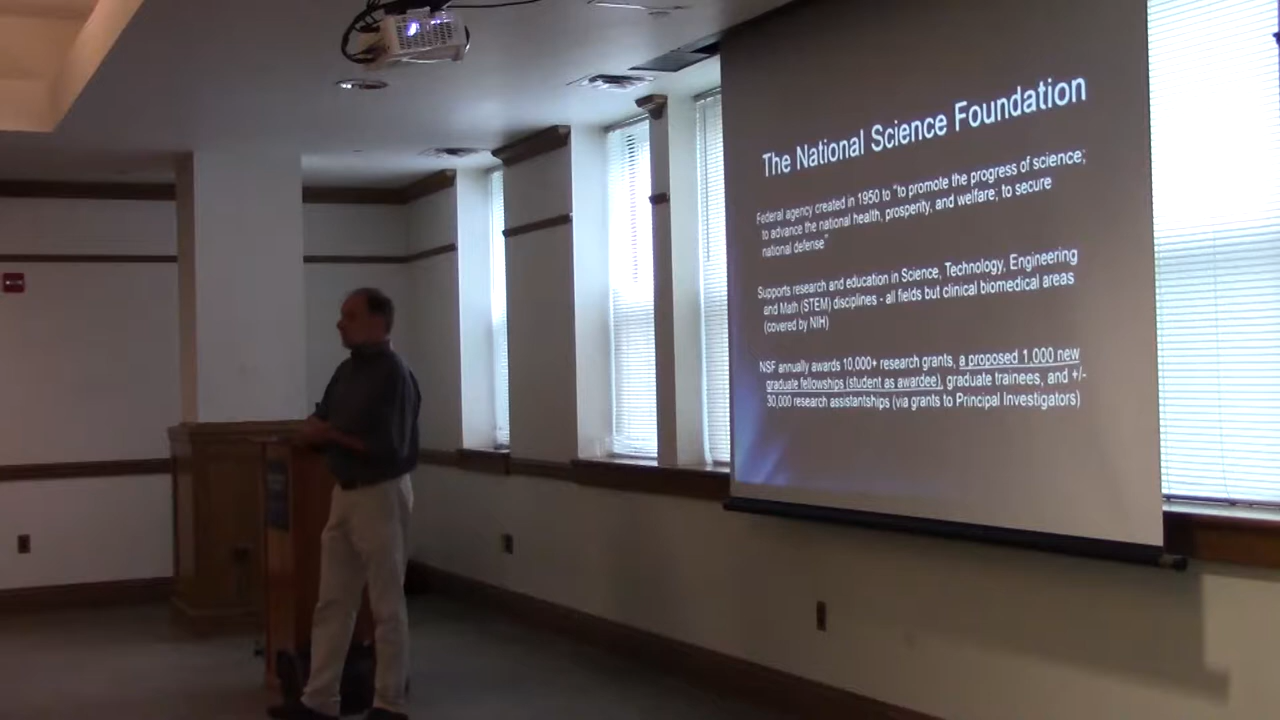 The National Science Foundation
Federal agency created in 1950 to "to promote the progress of science;
to advance the national health, prosperity, and welfare; to secure
national defense"
Supports research and education in Science, Technology, Engineering
and Math (STEM) disciplines - all fields but clinical biomedical areas
(covered by NIH)
NSF annually awards 10,000+ research grants, a proposed 1,000 new
graduate fellowships (student as awardee), graduate trainees, and +/-
30,000 research assistantships (via grants to Principal Investigators)